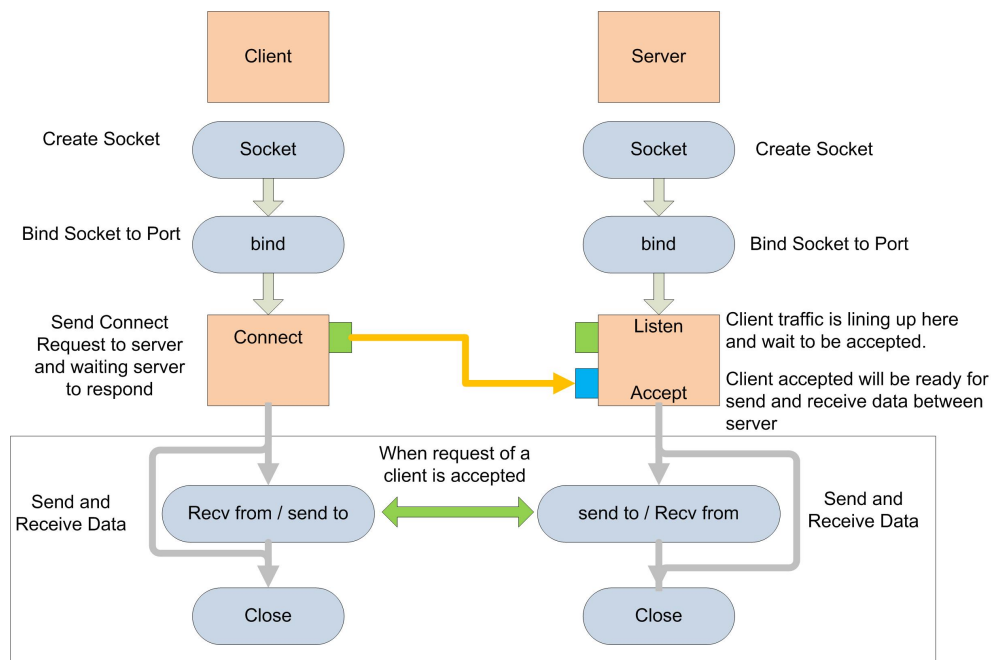 Client
Server
Create Socket
Socket
Socket
Create Socket
Bind Socket to Port
bind
bind
Bind Socket to Port
Send Connect
Request to server
and waiting server
to respond
Connect
Listen
Accept
Client traffic is lining up here
and wait to be accepted.
Client accepted will be ready for
send and receive data between
server
When request of a
client is accepted
Send and
Receive Data
Recv from / send to
send to / Recv from
Send and
Receive Data
Close
Close